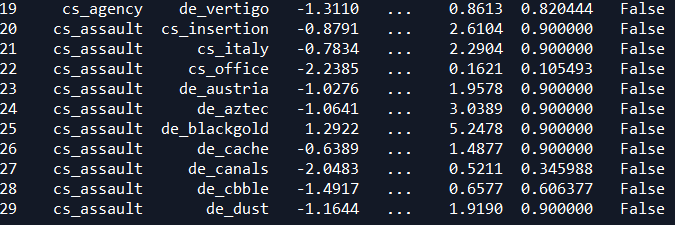 19 cs_agency de_vertigo -1.3110 ... 0.8613 0.820444 False
20 cs_assault cs_insertion -0.8791 ... 2.6104 0.900000 False
21 cs_assault cs_italy -0.7834 ... 2.2904 0.900000 False
22 cs_assault cs_office -2.2385 ... 0.1621 0.105493 False
23 cs_assault de_austria -1.0276 ... 1.9578 0.900000 False
24 cs_assault de_aztec -1.0641 ... 3.0389 0.900000 False
25 cs_assault de_blackgold 1.2922 ... 5.2478 0.900000 False
26 cs_assault de_cache -0.6389 ... 1.4877 0.900000 False
27 cs_assault de_canals -2.0483 ... 0.5211 0.345988 False
28 cs_assault de_cbble -1.4917 ... 0.6577 0.606377 False
29 cs_assault de_dust -1.1644 ... 1.9190 0.900000 False